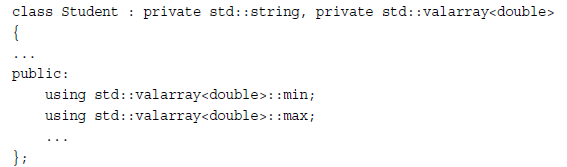 class Student : private std::string, private std::valarray<double>
{
...
public:
    using std::valarray<double>::min;
    using std::valarray<double>::max;
    ...
};